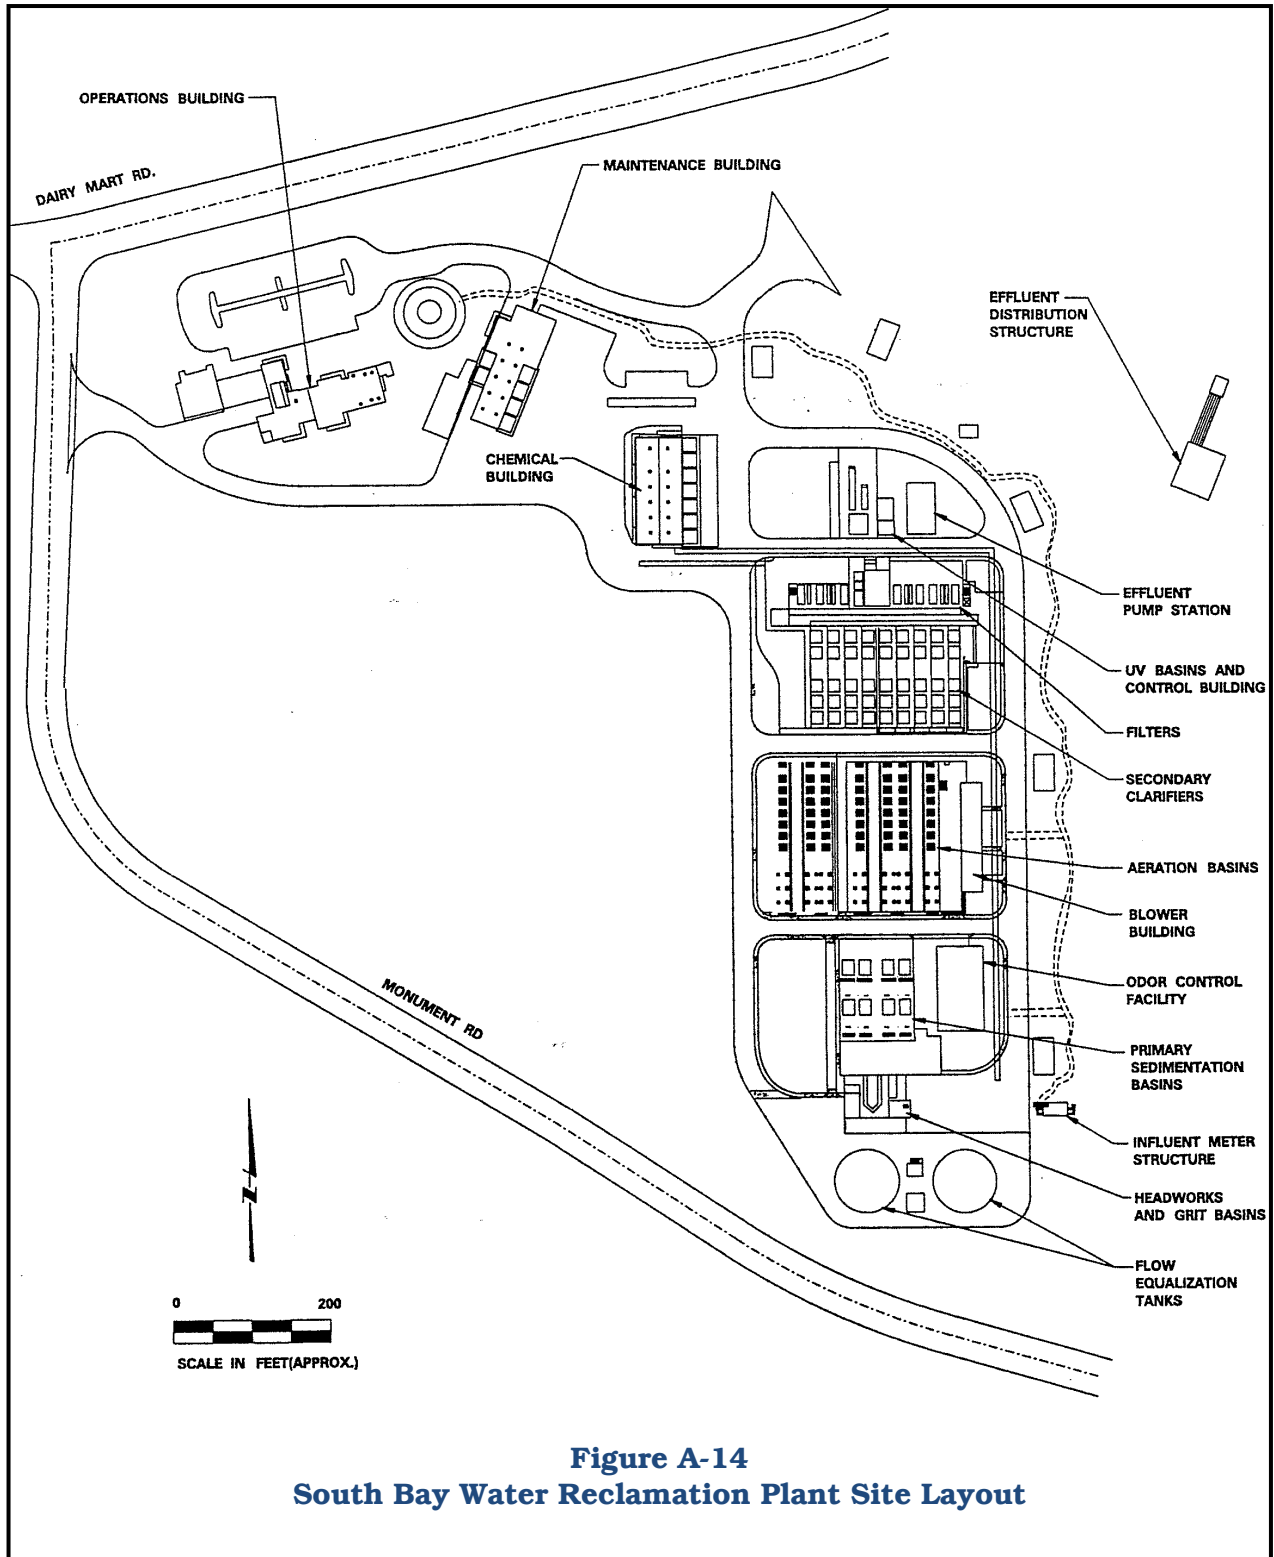 OPERATIONS BUILDING
DAIRY MART RD.
MAINTENANCE BUILDING
EFFLUENT
DISTRIBUTION
STRUCTURE
CHEMICAL
BUILDING
EFFLUENT
PUMP STATION
UV BASINS AND
CONTROL BUILDING
FILTERS
SECONDARY
CLARIFIERS
AERATION BASINS
BLOWER
BUILDING
ODOR CONTROL
FACILITY
MONUMENT RD
PRIMARY
SEDIMENTATION
BASINS
INFLUENT METER
STRUCTURE
HEADWORKS
AND GRIT BASINS
FLOW
EQUALIZATION
TANKS
N
0 200
SCALE IN FEET(APPROX.)
Figure A-14
South Bay Water Reclamation Plant Site Layout